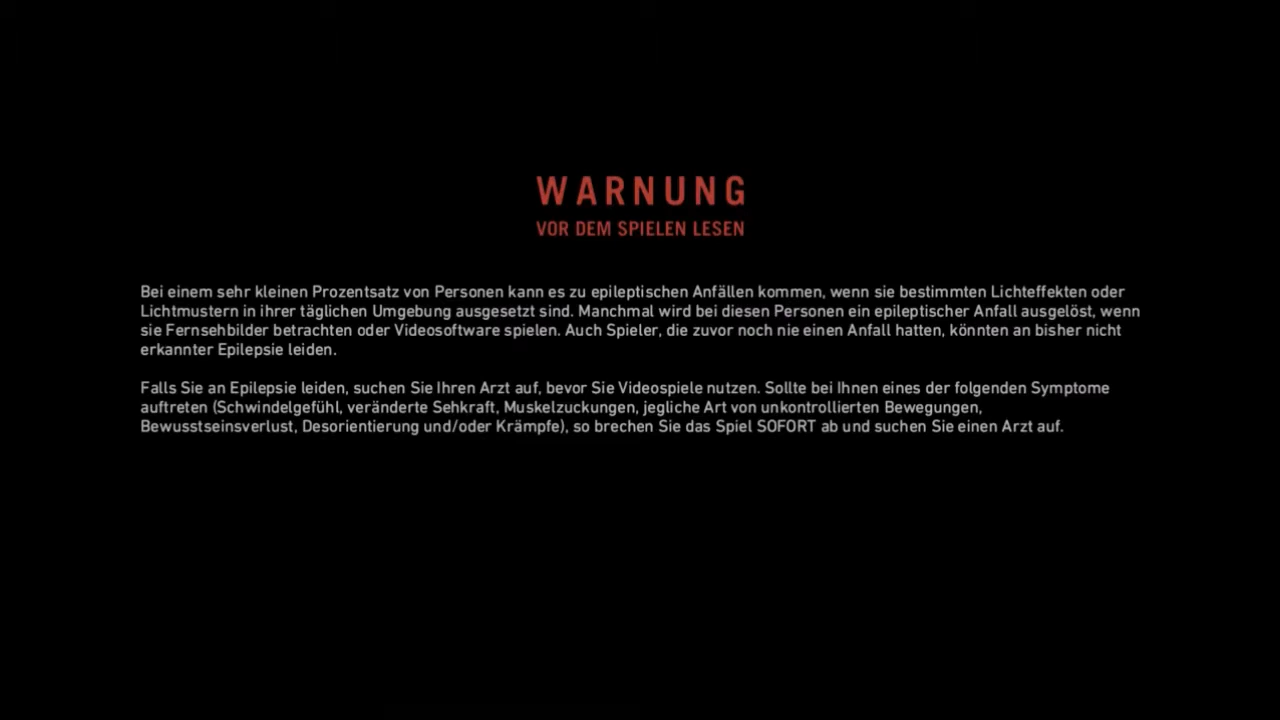 WARNUNG
VOR DEM SPIELEN LESEN
Bei einem sehr kleinen Prozentsatz von Personen kann es zu epileptischen Anfällen kommen, wenn sie bestimmten Lichteffekten oder
Lichtmustern in ihrer täglichen Umgebung ausgesetzt sind. Manchmal wird bei diesen Personen ein epileptischer Anfall ausgelöst, wenn
sie Fernsehbilder betrachten oder Videosoftware spielen. Auch Spieler, die zuvor noch nie einen Anfall hatten, könnten an bisher nicht
erkannter Epilepsie leiden.
Falls Sie an Epilepsie leiden, suchen Sie Ihren Arzt auf, bevor Sie Videospiele nutzen. Sollte bei Ihnen eines der folgenden Symptome
auftreten (Schwindelgefühl, veränderte Sehkraft, Muskelzuckungen, jegliche Art von unkontrollierten Bewegungen,
Bewusstseinsverlust, Desorientierung und/oder Krämpfe), so brechen Sie das Spiel SOFORT ab und suchen Sie einen Arzt auf.